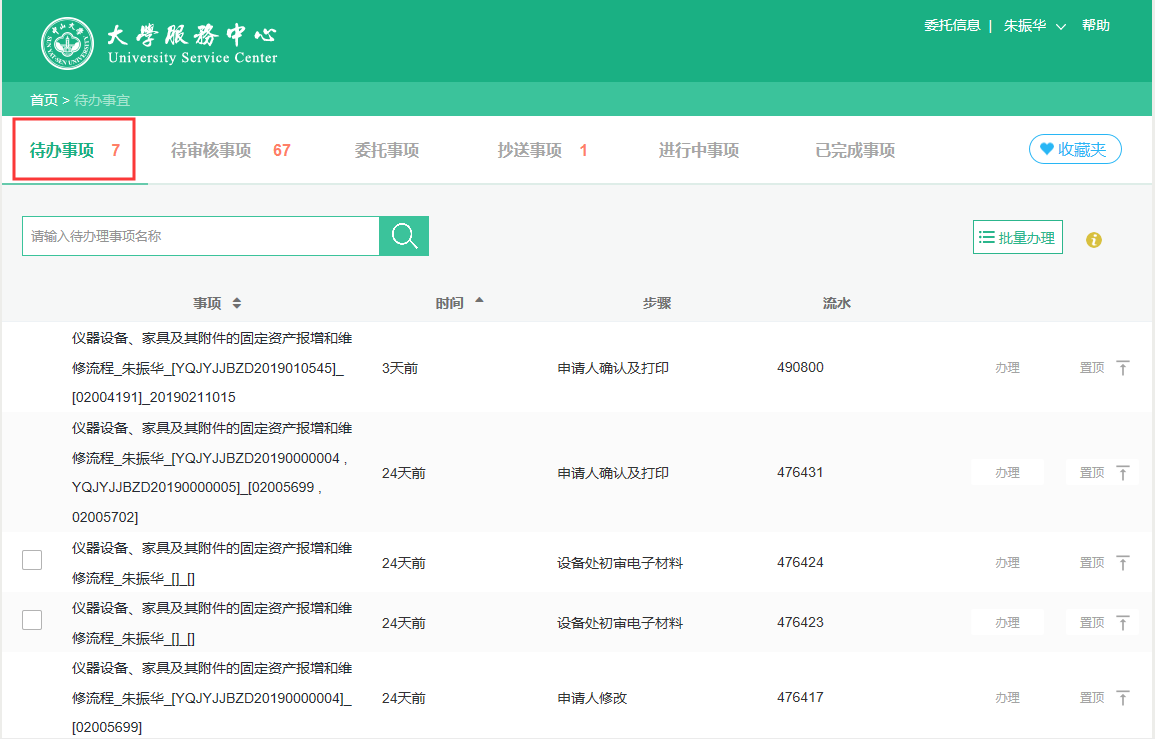 中山大學 SUN YAT-SEN UNIVERSITY
大學服務中心
University Service Center
委托信息 | 朱振华 帮助
首页 > 待办事宜
待办事项 7 待审核事项 67 委托事项 抄送事项 1 进行中事项 已完成事项 收藏夹
请输入待办理事项名称
批量办理
事项 时间 步骤 流水
仪器设备、家具及其附件的固定资产报增和维
修流程_朱振华_[YQJYJJBZD2019010545]_
[02004191]_20190211015
3天前 申请人确认及打印 490800 办理 置顶
仪器设备、家具及其附件的固定资产报增和维
修流程_朱振华_[YQJYJJBZD20190000004 ,
YQJYJJBZD20190000005]_[02005699 ,
02005702]
24天前 申请人确认及打印 476431 办理 置顶
仪器设备、家具及其附件的固定资产报增和维
修流程_朱振华_[]_[]
24天前 设备处初审电子材料 476424 办理 置顶
仪器设备、家具及其附件的固定资产报增和维
修流程_朱振华_[]_[]
24天前 设备处初审电子材料 476423 办理 置顶
仪器设备、家具及其附件的固定资产报增和维
修流程_朱振华_[YQJYJJBZD20190000004]_
[02005699]
24天前 申请人修改 476417 办理 置顶